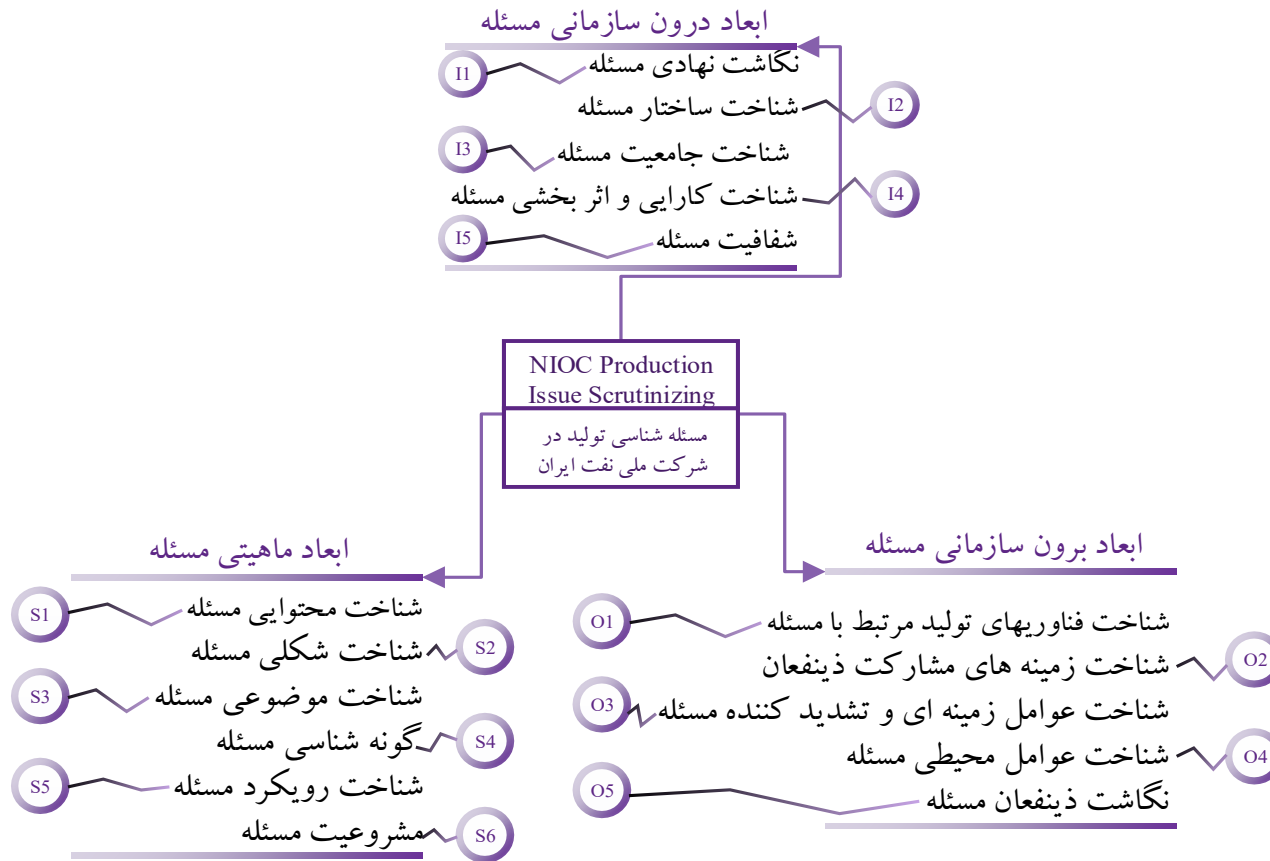 ابعاد درون سازمانی مسئله
I1
نگاشت نهادی مسئله
I2
شناخت ساختار مسئله
I3
شناخت جامعیت مسئله
I4
شناخت کارایی و اثر بخشی مسئله
I5
شفافیت مسئله
NIOC Production
Issue Scrutinizing
مسئله شناسی تولید در
شرکت ملی نفت ایران
ابعاد برون سازمانی مسئله
O1
شناخت فناوریهای تولید مرتبط با مسئله
O2
شناخت زمینه های مشارکت ذینفعان
O3
شناخت عوامل زمینه ای و تشدید کننده مسئله
O4
شناخت عوامل محیطی مسئله
O5
نگاشت ذینفعان مسئله
ابعاد ماهیتی مسئله
S1
شناخت محتوایی مسئله
S2
شناخت شکلی مسئله
S3
شناخت موضوعی مسئله
S4
گونه شناسی مسئله
S5
شناخت رویکرد مسئله
S6
مشروعیت مسئله